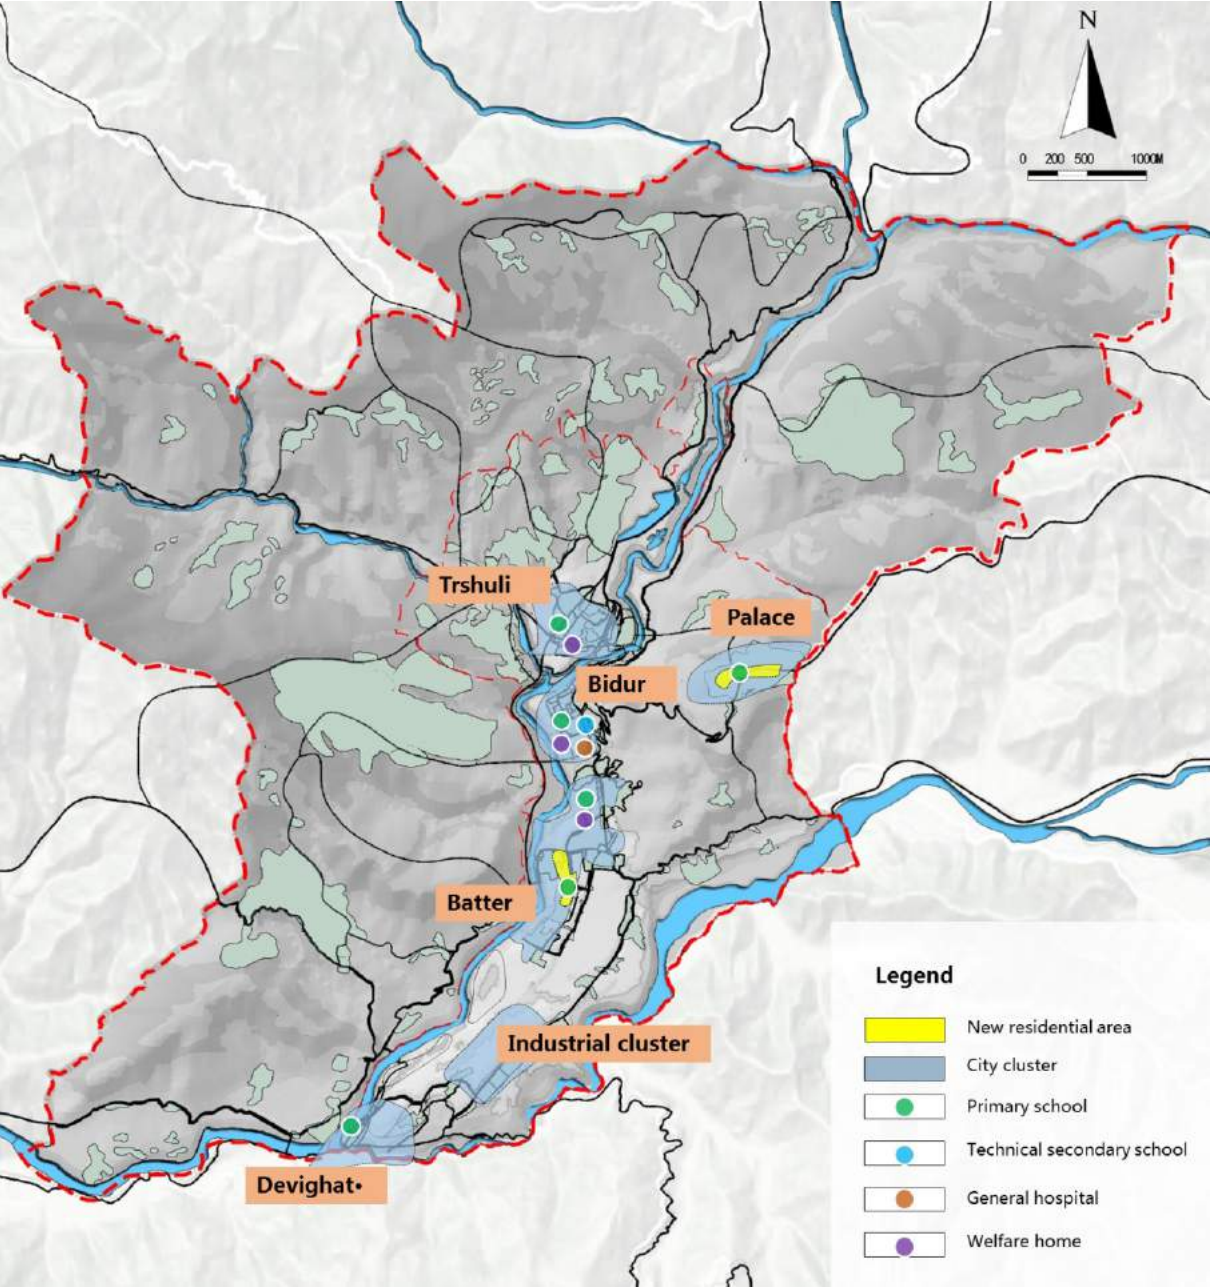 N
0 200 500 1000M
Trshuli
Palace
Bidur
Batter
Industrial cluster
Devighat•
Legend
New residential area
City cluster
Primary school
Technical secondary school
General hospital
Welfare home